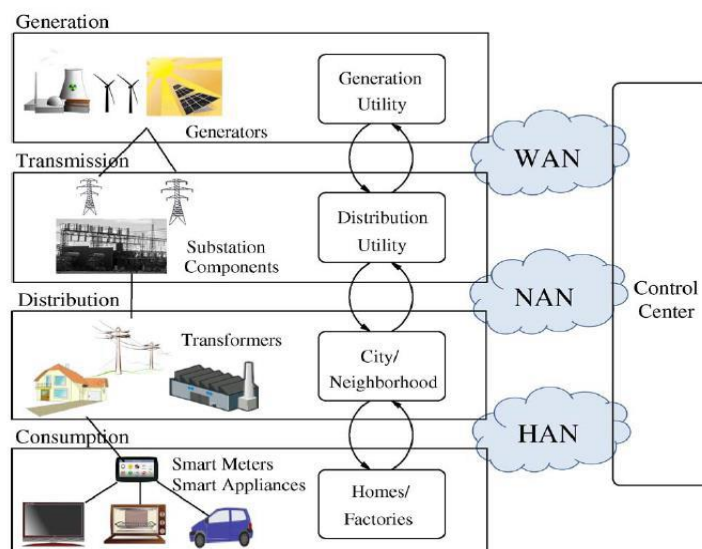 Generation
Generation
Utility
Generators
WAN
Transmission
Distribution
Utility
Substation
Components
NAN
Control
Center
Distribution
Transformers
City/
Neighborhood
HAN
Consumption
Smart Meters
Smart Appliances
Homes/
Factories